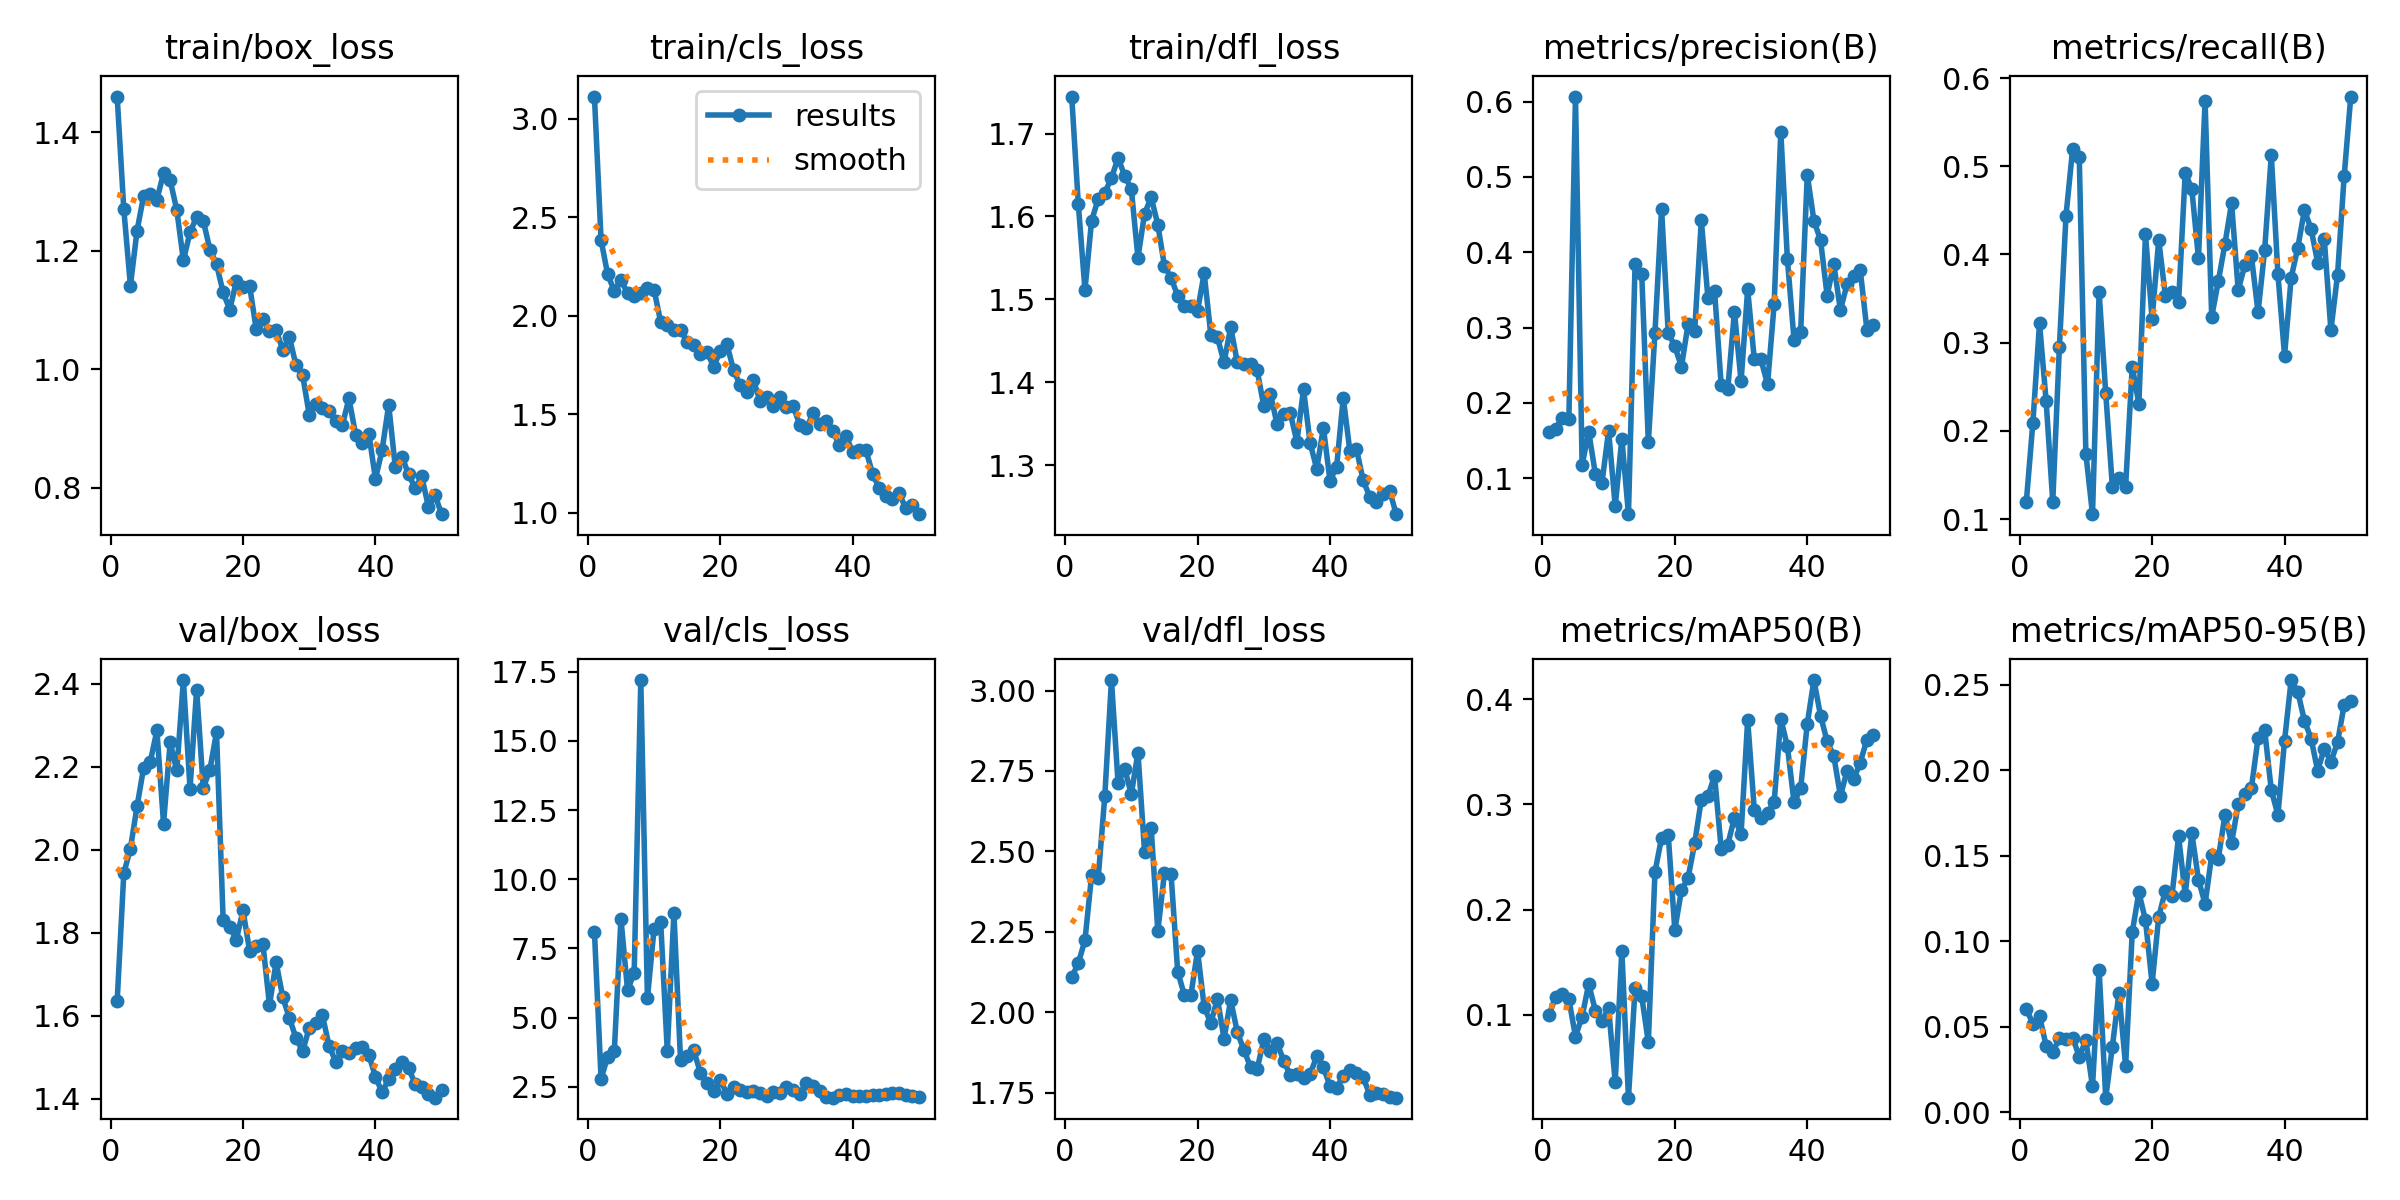 train/box_loss
1.4
1.2
1.0
0.8
0 20 40
train/cls_loss
results
smooth
3.0
2.5
2.0
1.5
1.0
0 20 40
train/dfl_loss
1.7
1.6
1.5
1.4
1.3
0 20 40
metrics/precision(B)
0.6
0.5
0.4
0.3
0.2
0.1
0 20 40
metrics/recall(B)
0.6
0.5
0.4
0.3
0.2
0.1
0 20 40
val/box_loss
2.4
2.2
2.0
1.8
1.6
1.4
0 20 40
val/cls_loss
17.5
15.0
12.5
10.0
7.5
5.0
2.5
0 20 40
val/dfl_loss
3.00
2.75
2.50
2.25
2.00
1.75
0 20 40
metrics/mAP50(B)
0.4
0.3
0.2
0.1
0 20 40
metrics/mAP50-95(B)
0.25
0.20
0.15
0.10
0.05
0.00
0 20 40